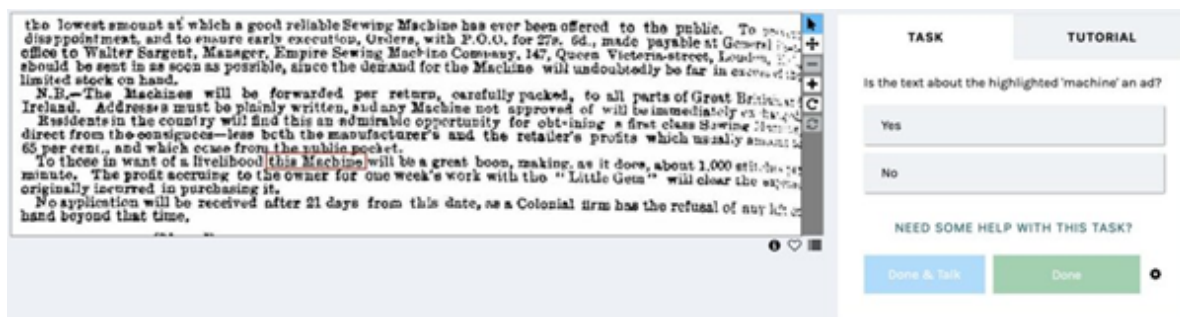 the lowest amount at which a good reliable Sewing Machine has ever been offered to the public. To
disappointment, and to ensure early execution, Orders, with P.O.O. for 27s. 6d., made payable at General
office to Walter Sargent, Manager, Empire Sewing Machine Company, 147, Queen Victoria-street, London,
should be sent in as soon as possible, since the demand for the Machine will undoubtedly be far in excess of the
limited stock on hand.
N.B.—The Machines will be forwarded per return, carefully packed, to all parts of Great Britain
Ireland. Addresses must be plainly written, and any Machine not approved of will be immediately
Residents in the country will find this an admirable opportunity for obtaining a first class Sewing
direct from the consignees—less both the manufacturer's and the retailer's profits which usually
65 per cent., and which come from the public pocket.
To those in want of a livelihood this Machine will be a great boon, making, as it does, about 1,000
minute. The profit accruing to the owner for one week's work with the "Little Gem" will clear the
originally incurred in purchasing it.
No application will be received after 21 days from this date, as a Colonial firm has the refusal of any
hand beyond that time.
TASK
TUTORIAL
Is the text about the highlighted 'machine' an ad?
Yes
No
NEED SOME HELP WITH THIS TASK?
Done & Talk
Done